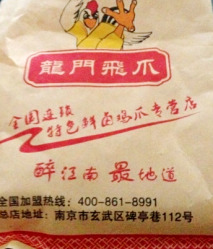 龍門飛爪
全国连锁
特色鲜卤鸡爪专营店
醉江南 最地道
全国加盟热线：400-861-8991
总店地址：南京市玄武区碑亭巷112号